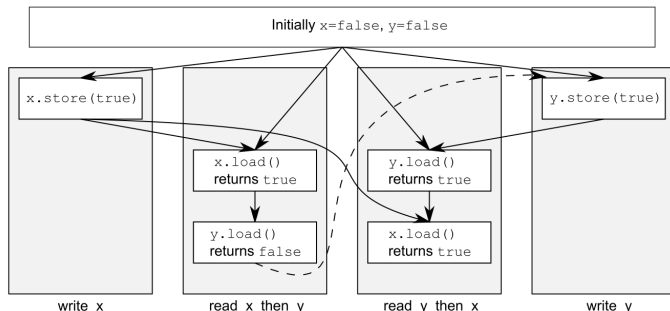 Initially x=false, y=false
x.store(true)
y.store(true)
x.load()
returns true
y.load()
returns true
y.load()
returns false
x.load()
returns true
write x
read x then y
read y then x
write y